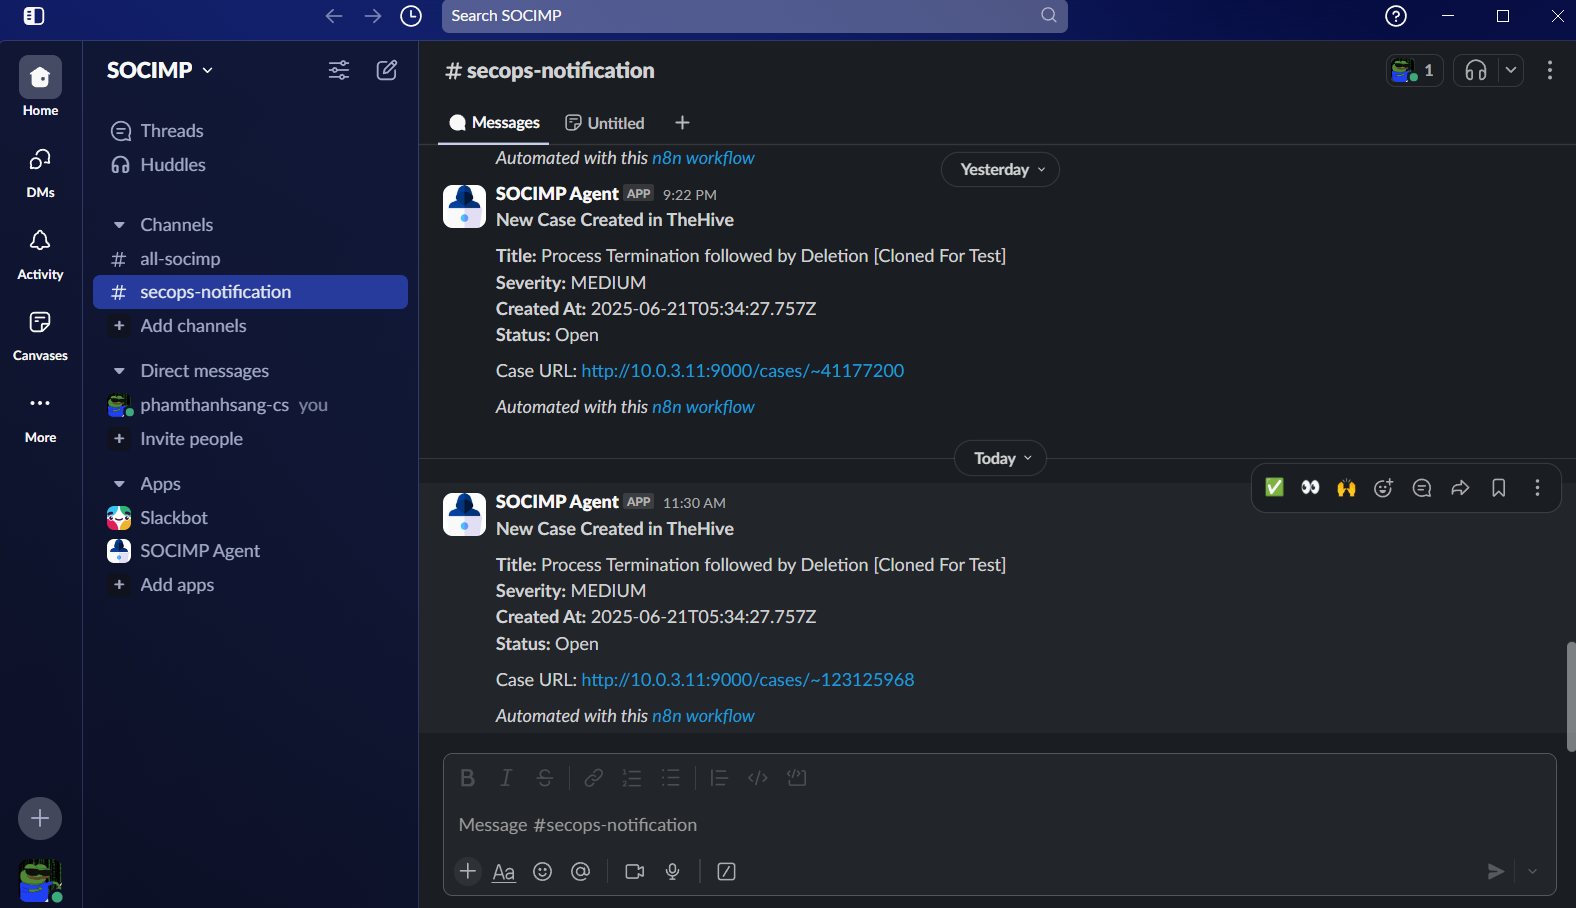 Search SOCIMP
Home
DMs
Activity
Canvases
More
SOCIMP
Threads
Huddles
Channels
# all-socimp
# secops-notification
+ Add channels
Direct messages
phamthanhsang-cs you
+ Invite people
Apps
Slackbot
SOCIMP Agent
+ Add apps
# secops-notification
1
Messages
Untitled
Automated with this n8n workflow
Yesterday
SOCIMP Agent APP 9:22 PM
New Case Created in TheHive
Title: Process Termination followed by Deletion [Cloned For Test]
Severity: MEDIUM
Created At: 2025-06-21T05:34:27.757Z
Status: Open
Case URL: http://10.0.3.11:9000/cases/~41177200
Automated with this n8n workflow
Today
SOCIMP Agent APP 11:30 AM
New Case Created in TheHive
Title: Process Termination followed by Deletion [Cloned For Test]
Severity: MEDIUM
Created At: 2025-06-21T05:34:27.757Z
Status: Open
Case URL: http://10.0.3.11:9000/cases/~123125968
Automated with this n8n workflow
Message #secops-notification
Aa